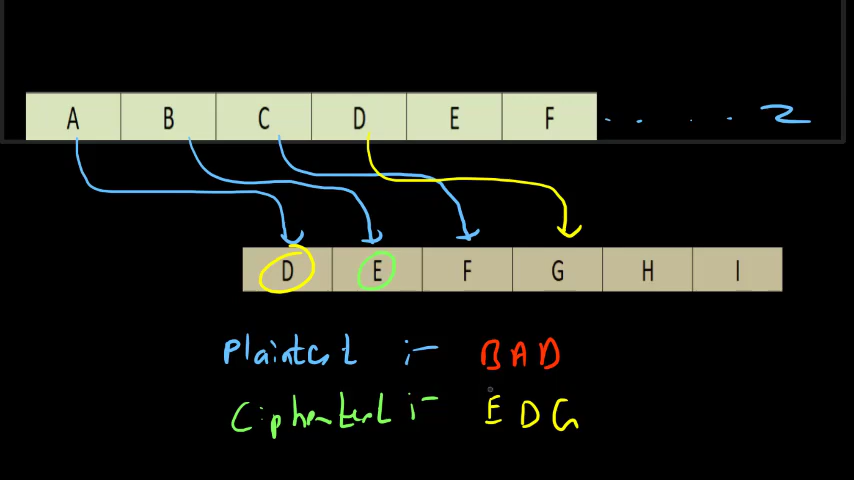 A B C D E F . . . . Z
D E F G H I
Plaintext :- BAD
Ciphertext :- EDG